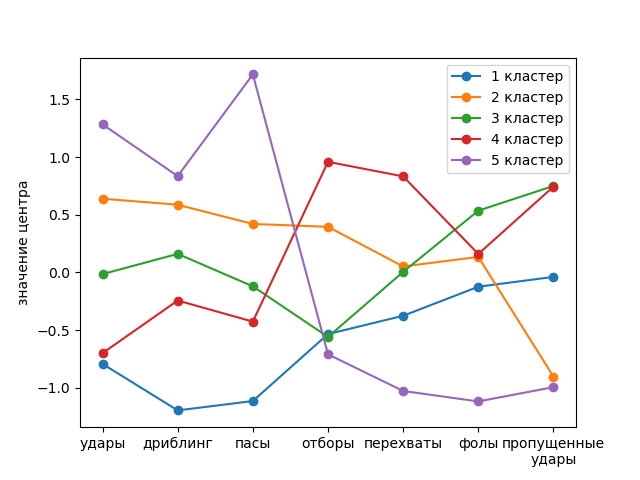 1 кластер
2 кластер
3 кластер
4 кластер
5 кластер
значение центра
1.5
1.0
0.5
0.0
−0.5
−1.0
удары дриблинг пасы отборы перехваты фолы пропущенные
удары